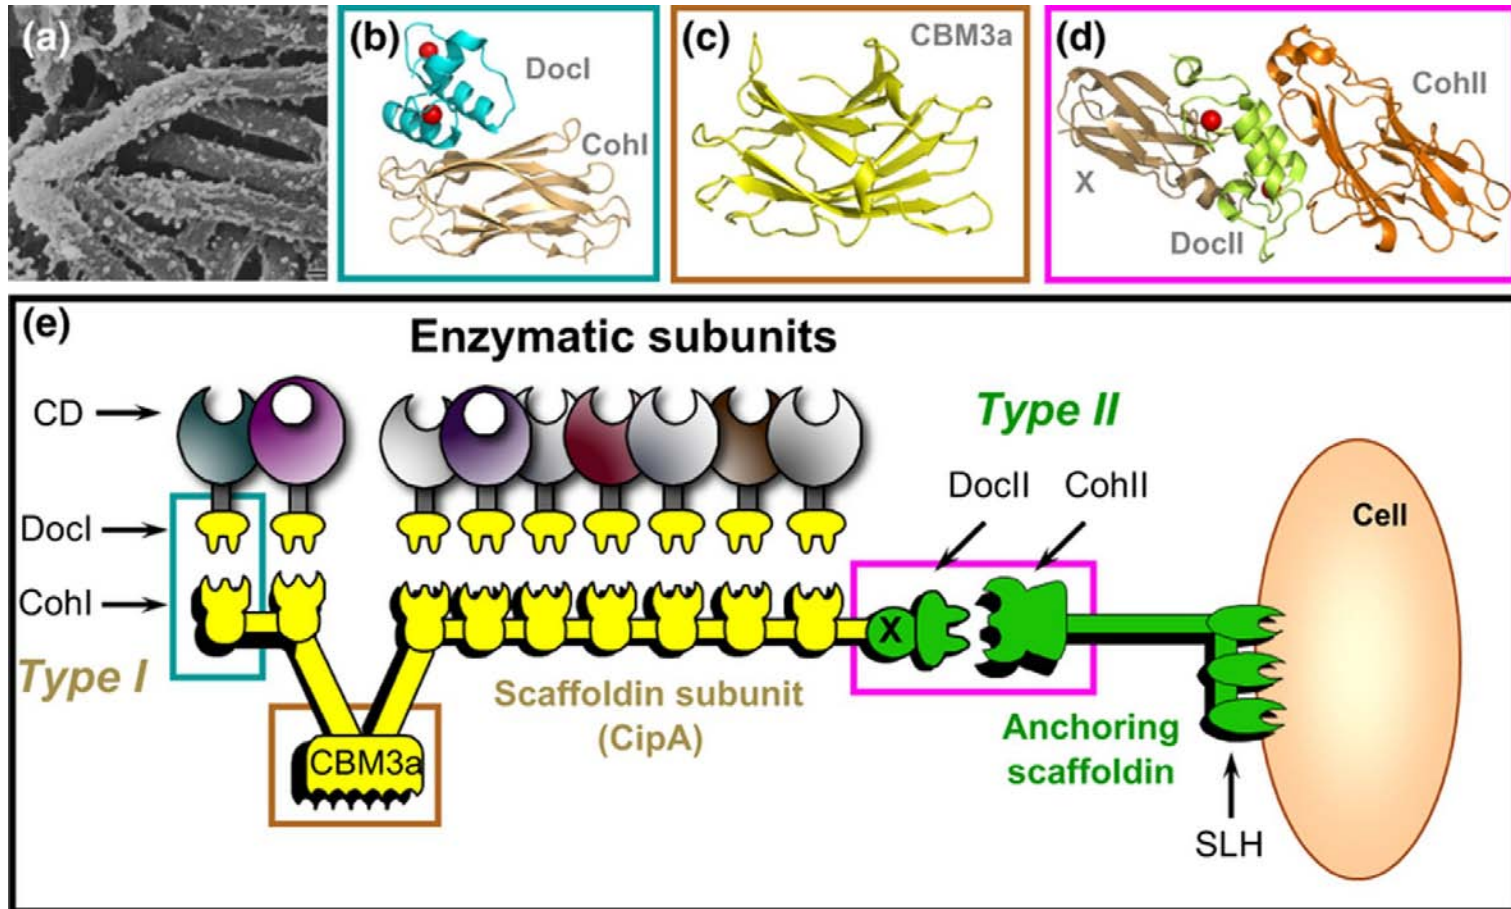 (a)
(b)
DocI
CohI
(c)
CBM3a
(d)
CohII
X
DocII
(e)
Enzymatic subunits
CD
Type II
DocII CohII
Cell
DocI
CohI
X
Type I
Scaffoldin subunit
(CipA)
Anchoring
scaffoldin
CBM3a
SLH